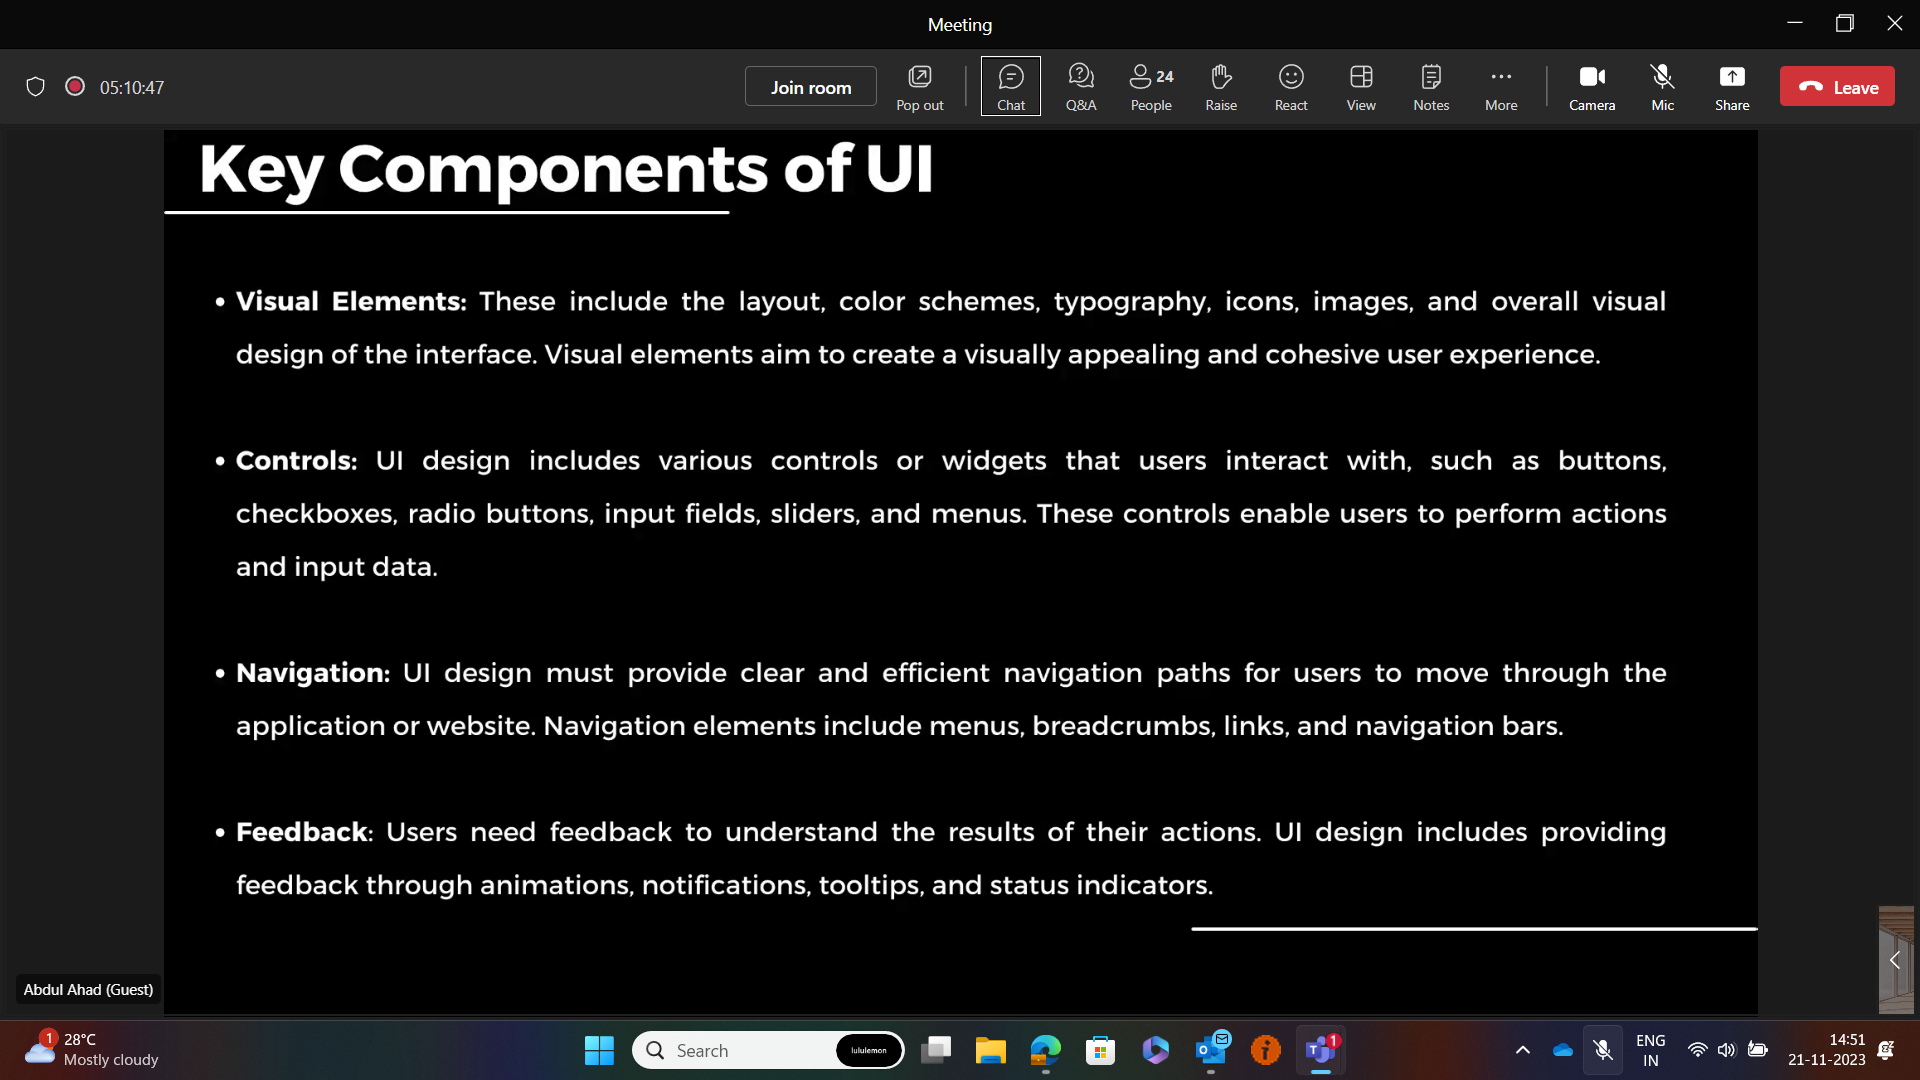 Meeting
05:10:47
Join room
Pop out
Chat
Q&A
24
People
Raise
React
View
Notes
More
Camera
Mic
Share
Leave
Key Components of UI
• Visual Elements: These include the layout, color schemes, typography, icons, images, and overall visual
design of the interface. Visual elements aim to create a visually appealing and cohesive user experience.
• Controls: UI design includes various controls or widgets that users interact with, such as buttons,
checkboxes, radio buttons, input fields, sliders, and menus. These controls enable users to perform actions
and input data.
• Navigation: UI design must provide clear and efficient navigation paths for users to move through the
application or website. Navigation elements include menus, breadcrumbs, links, and navigation bars.
• Feedback: Users need feedback to understand the results of their actions. UI design includes providing
feedback through animations, notifications, tooltips, and status indicators.
Abdul Ahad (Guest)
1
28°C
Mostly cloudy
Search
lululemon
1
ENG
IN
14:51
21-11-2023